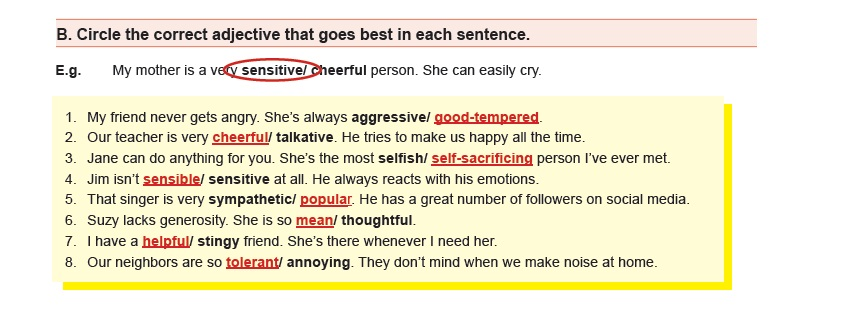 B. Circle the correct adjective that goes best in each sentence.
E.g. My mother is a very sensitive/ cheerful person. She can easily cry.
1. My friend never gets angry. She’s always aggressive/ good-tempered.
2. Our teacher is very cheerful/ talkative. He tries to make us happy all the time.
3. Jane can do anything for you. She’s the most selfish/ self-sacrificing person I’ve ever met.
4. Jim isn’t sensible/ sensitive at all. He always reacts with his emotions.
5. That singer is very sympathetic/ popular. He has a great number of followers on social media.
6. Suzy lacks generosity. She is so mean/ thoughtful.
7. I have a helpful/ stingy friend. She’s there whenever I need her.
8. Our neighbors are so tolerant/ annoying. They don’t mind when we make noise at home.